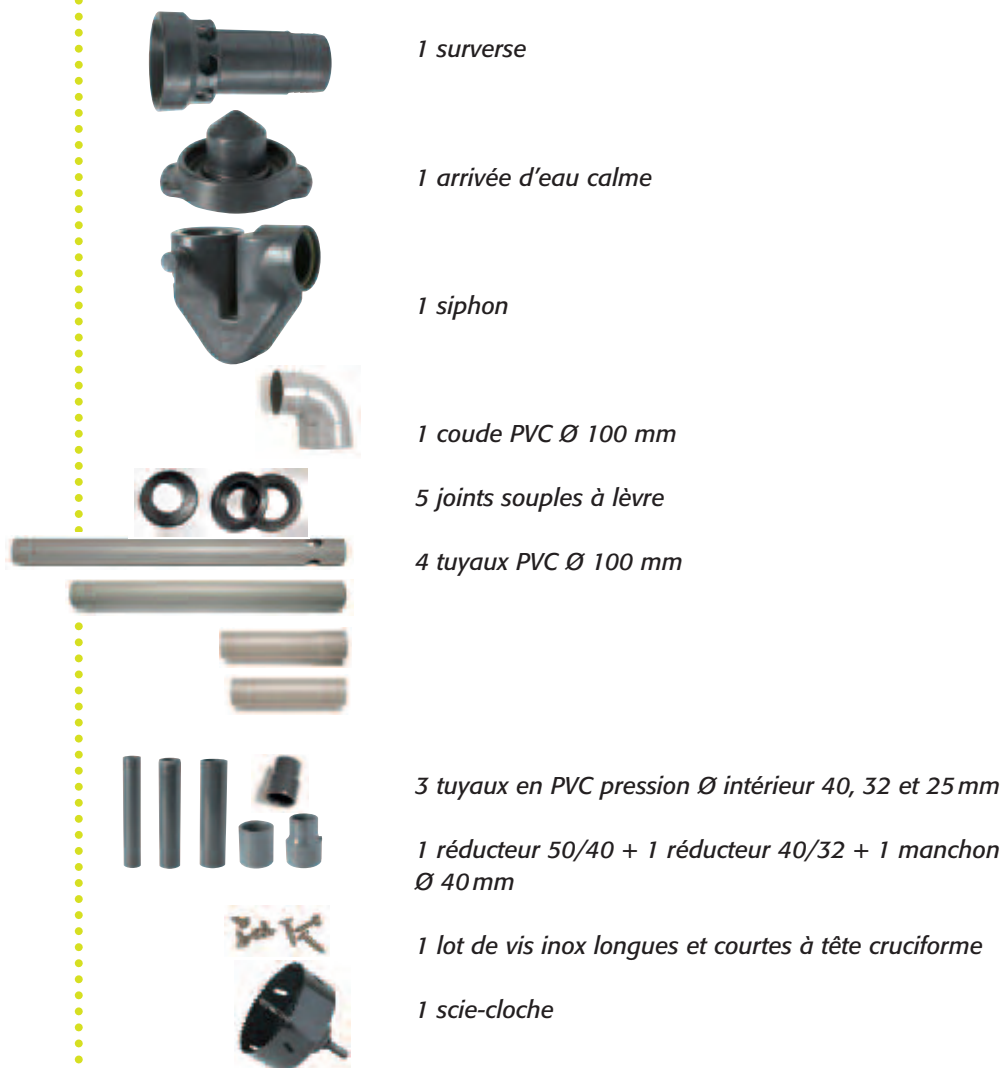 1 surverse
1 arrivée d'eau calme
1 siphon
1 coude PVC Ø 100 mm
5 joints souples à lèvre
4 tuyaux PVC Ø 100 mm
3 tuyaux en PVC pression Ø intérieur 40, 32 et 25 mm
1 réducteur 50/40 + 1 réducteur 40/32 + 1 manchon
Ø 40 mm
1 lot de vis inox longues et courtes à tête cruciforme
1 scie-cloche